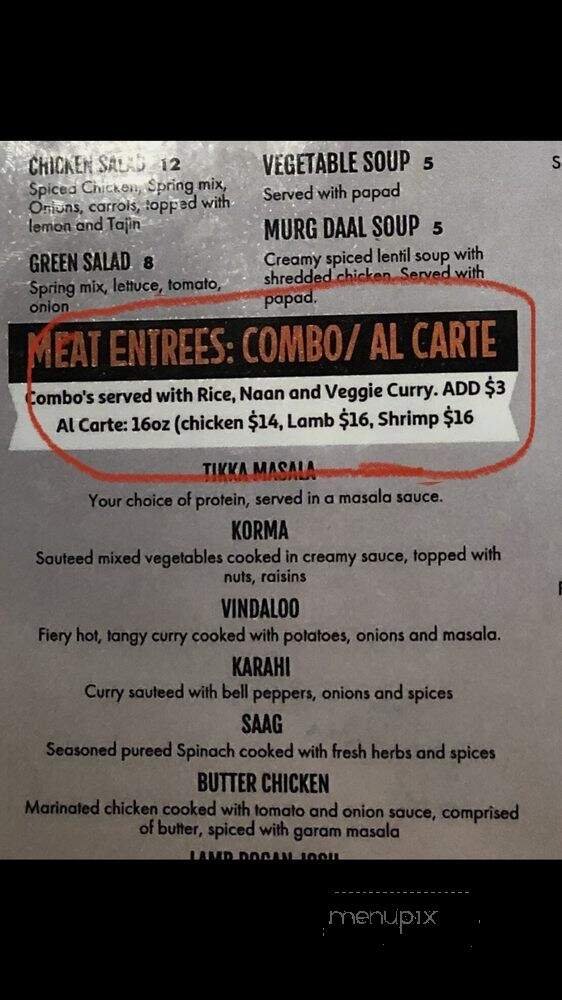 CHICKEN SALAD 12
Spiced Chicken, Spring mix,
Onions, carrots, topped with
lemon and Tajin
GREEN SALAD 8
Spring mix, lettuce, tomato,
onion
VEGETABLE SOUP 5
Served with papad
MURG DAAL SOUP 5
Creamy spiced lentil soup with
shredded chicken. Served with
papad.
MEAT ENTREES: COMBO/ AL CARTE
Combo's served with Rice, Naan and Veggie Curry. ADD $3
Al Carte: 16oz (chicken $14, Lamb $16, Shrimp $16
TIKKA MASALA
Your choice of protein, served in a masala sauce.
KORMA
Sauteed mixed vegetables cooked in creamy sauce, topped with
nuts, raisins
VINDALOO
Fiery hot, tangy curry cooked with potatoes, onions and masala.
KARAHI
Curry sauteed with bell peppers, onions and spices
SAAG
Seasoned pureed Spinach cooked with fresh herbs and spices
BUTTER CHICKEN
Marinated chicken cooked with tomato and onion sauce, comprised
of butter, spiced with garam masala
LAMB ROGAN JOSH
menupix